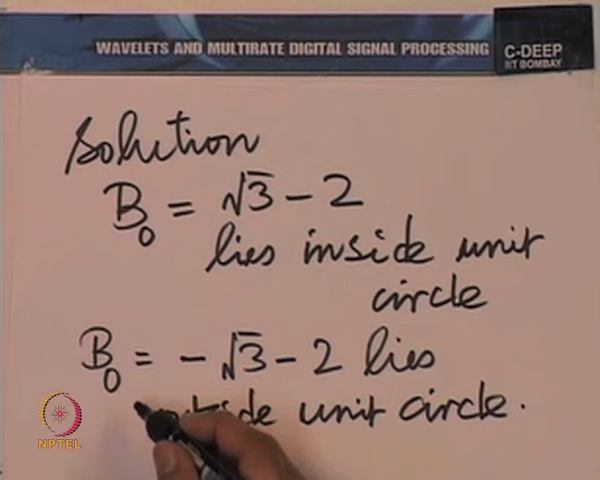 WAVELETS AND MULTIRATE DIGITAL SIGNAL PROCESSING
C-DEEP
IIT BOMBAY
Solution
B₀ = √3 - 2
lies inside unit
circle
B₀ = - √3 - 2 lies
unit circle.
NPTEL